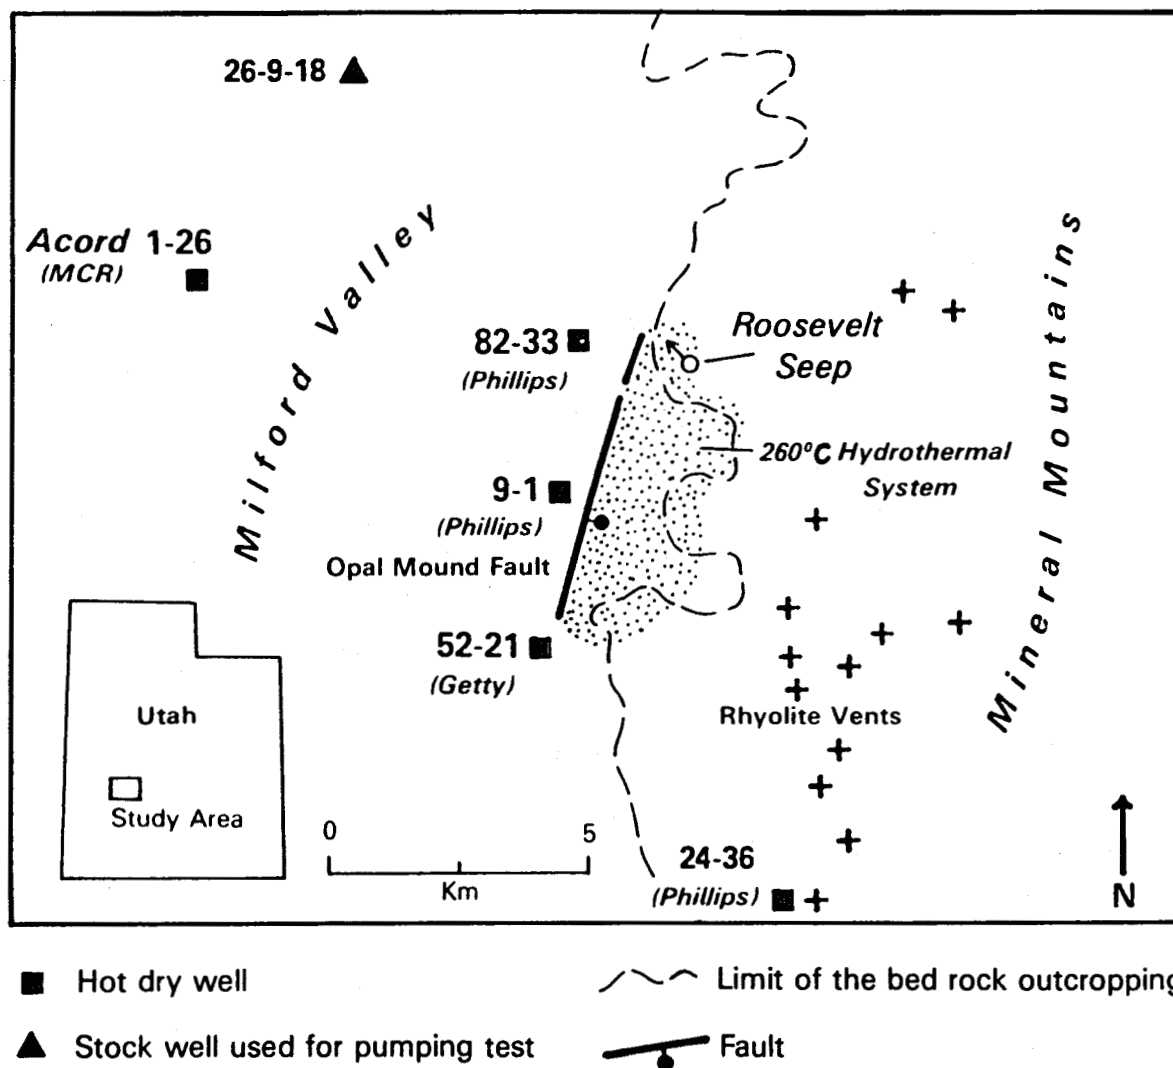 26-9-18
Acord 1-26
(MCR)
Milford Valley
82-33
(Phillips)
Roosevelt
Seep
9-1
(Phillips)
260°C Hydrothermal
System
Opal Mound Fault
Mineral Mountains
52-21
(Getty)
Rhyolite Vents
Utah
Study Area
0 5
Km
24-36
(Phillips)
N
Hot dry well
Limit of the bed rock outcropping
Stock well used for pumping test
Fault